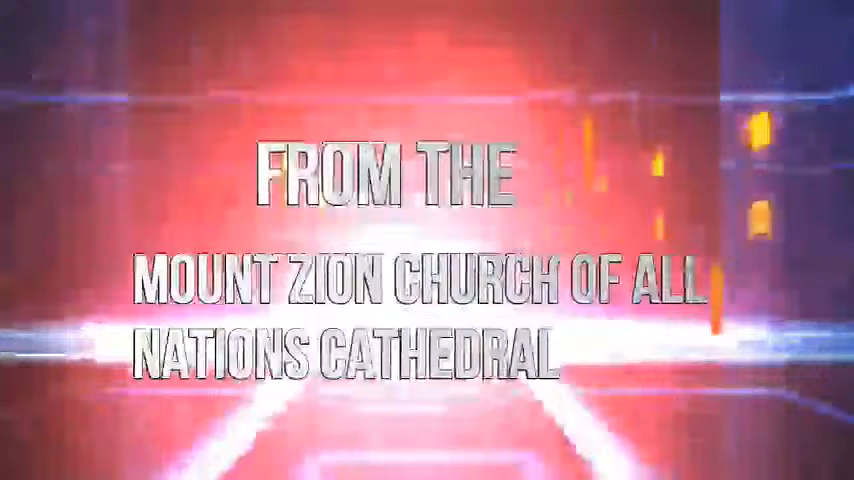 FROM THE
MOUNT ZION CHURCH OF ALL
NATIONS CATHEDRAL